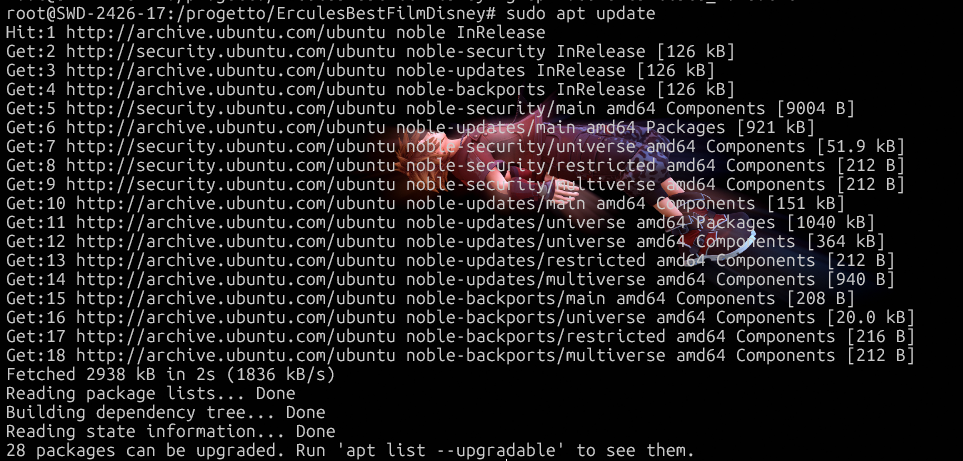 root@SWD-2426-17:/progetto/ErculesBestFilmDisney# sudo apt update
Hit:1 http://archive.ubuntu.com/ubuntu noble InRelease
Get:2 http://security.ubuntu.com/ubuntu noble-security InRelease [126 kB]
Get:3 http://archive.ubuntu.com/ubuntu noble-updates InRelease [126 kB]
Get:4 http://archive.ubuntu.com/ubuntu noble-backports InRelease [126 kB]
Get:5 http://security.ubuntu.com/ubuntu noble-security/main amd64 Components [9004 B]
Get:6 http://archive.ubuntu.com/ubuntu noble-updates/main amd64 Packages [921 kB]
Get:7 http://security.ubuntu.com/ubuntu noble-security/universe amd64 Components [51.9 kB]
Get:8 http://security.ubuntu.com/ubuntu noble-security/restricted amd64 Components [212 B]
Get:9 http://security.ubuntu.com/ubuntu noble-security/multiverse amd64 Components [212 B]
Get:10 http://archive.ubuntu.com/ubuntu noble-updates/main amd64 Components [151 kB]
Get:11 http://archive.ubuntu.com/ubuntu noble-updates/universe amd64 Packages [1040 kB]
Get:12 http://archive.ubuntu.com/ubuntu noble-updates/universe amd64 Components [364 kB]
Get:13 http://archive.ubuntu.com/ubuntu noble-updates/restricted amd64 Components [212 B]
Get:14 http://archive.ubuntu.com/ubuntu noble-updates/multiverse amd64 Components [940 B]
Get:15 http://archive.ubuntu.com/ubuntu noble-backports/main amd64 Components [208 B]
Get:16 http://archive.ubuntu.com/ubuntu noble-backports/universe amd64 Components [20.0 kB]
Get:17 http://archive.ubuntu.com/ubuntu noble-backports/restricted amd64 Components [216 B]
Get:18 http://archive.ubuntu.com/ubuntu noble-backports/multiverse amd64 Components [212 B]
Fetched 2938 kB in 2s (1836 kB/s)
Reading package lists... Done
Building dependency tree... Done
Reading state information... Done
28 packages can be upgraded. Run 'apt list --upgradable' to see them.